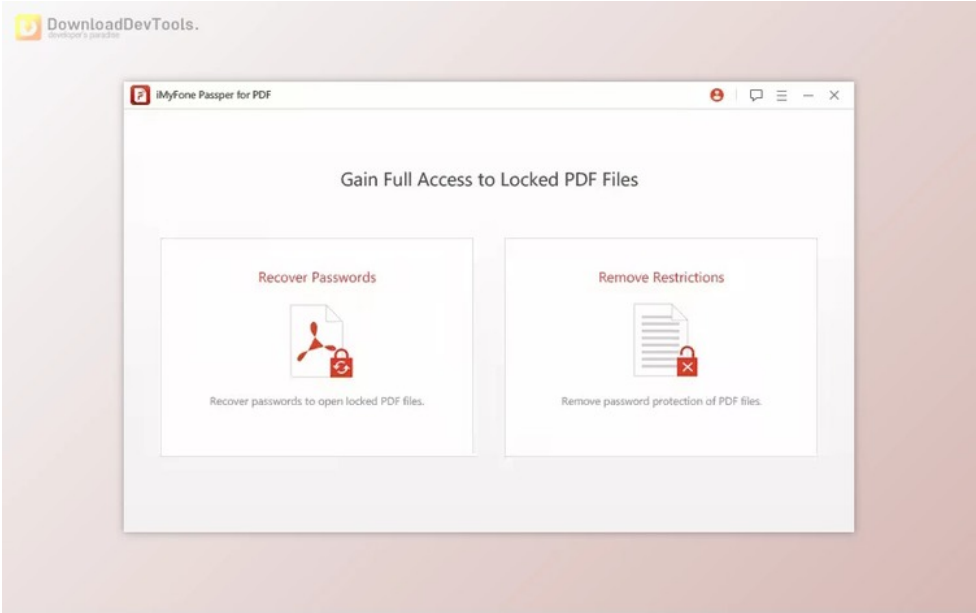 DownloadDevTools.
developer's paradise
iMyFone Passper for PDF
Gain Full Access to Locked PDF Files
Recover Passwords
Remove Restrictions
Recover passwords to open locked PDF files.
Remove password protection of PDF files.